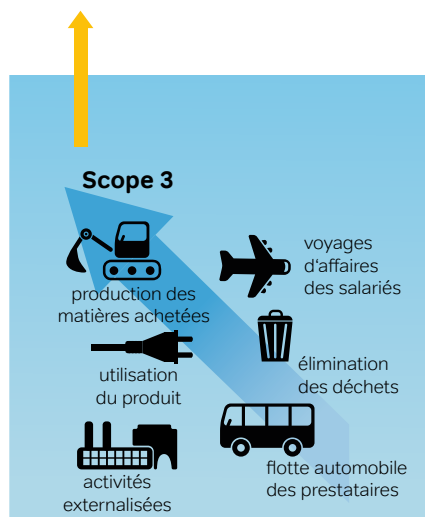 Scope 3
production des
matières achetées
voyages
d‘affaires
des salariés
utilisation
du produit
élimination
des déchets
activités
externalisées
flotte automobile
des prestataires